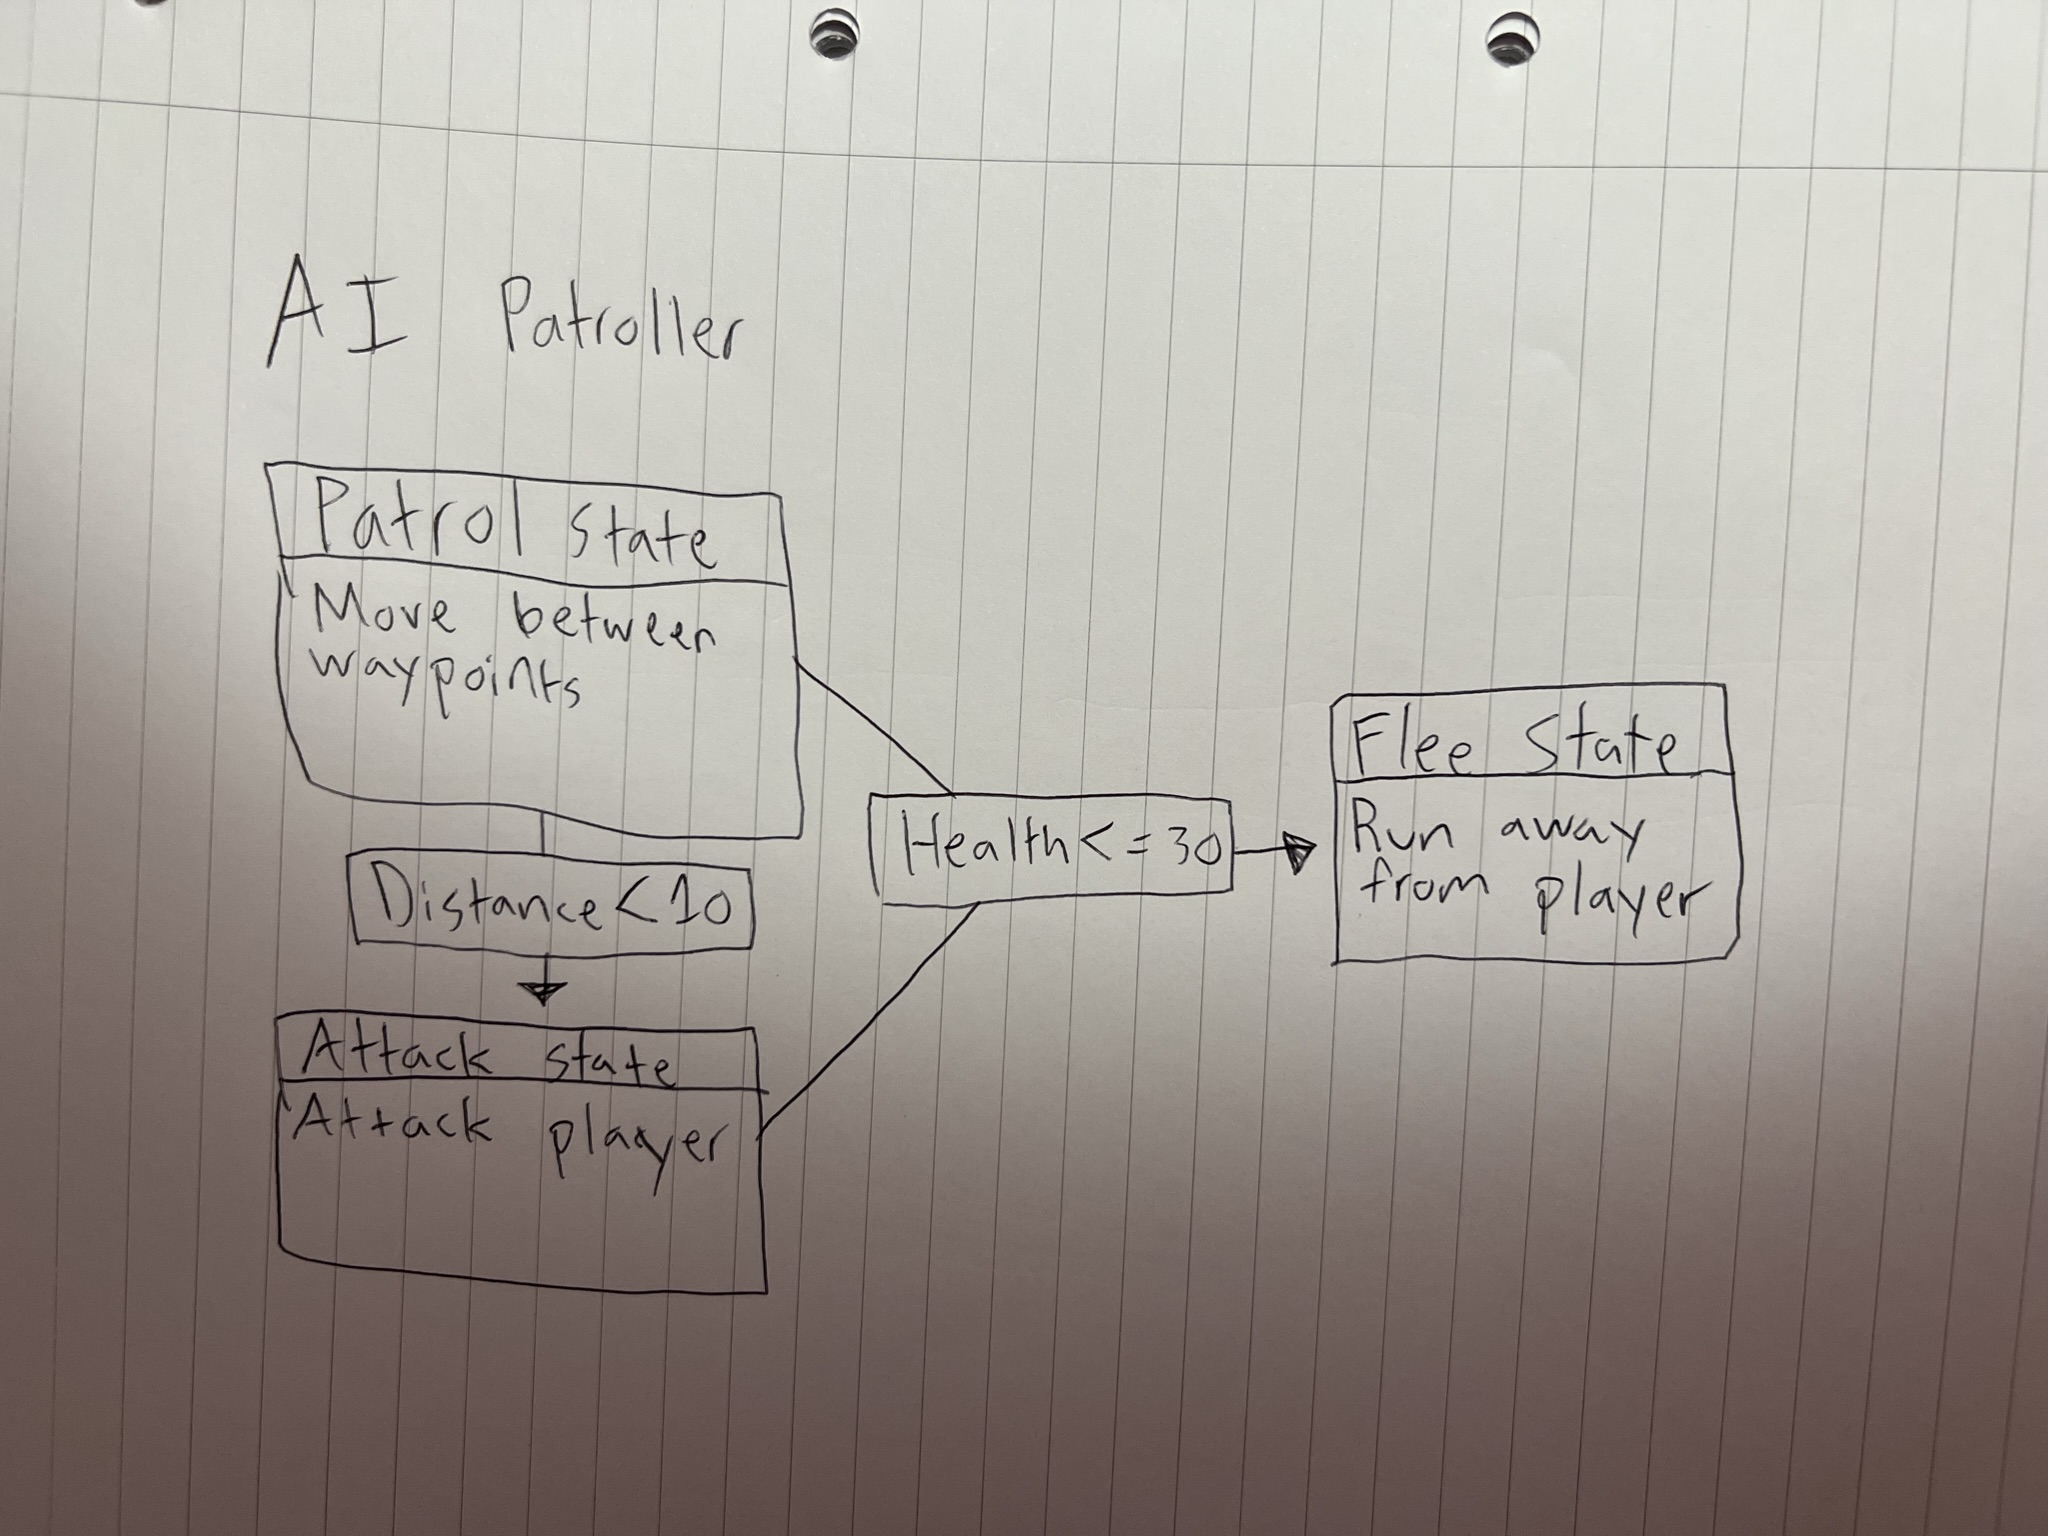 AI Patroller
Patrol state
Move between
waypoints
Distance<10
Attack state
Attack player
Health<=30
Flee State
Run away
from player